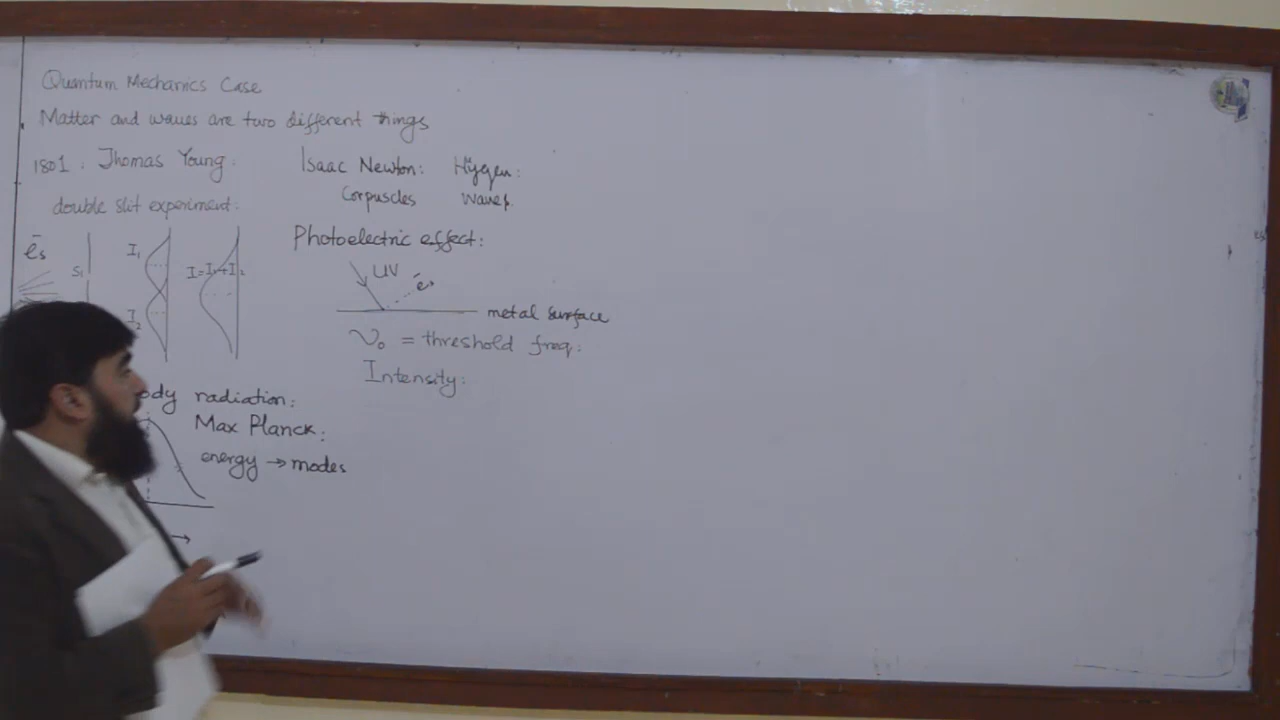 Quantum Mechanics Case
Matter and waves are two different things
1801: Thomas Young:
double slit experiment:
Isaac Newton: Hygen:
Corpuscles waves
Photoelectric effect:
ēs
S₁
I₁
I₂
I=I₁+I₂
UV
metal surface
ν₀ = threshold freq:
Intensity:
ody radiation:
Max Planck:
energy → modes